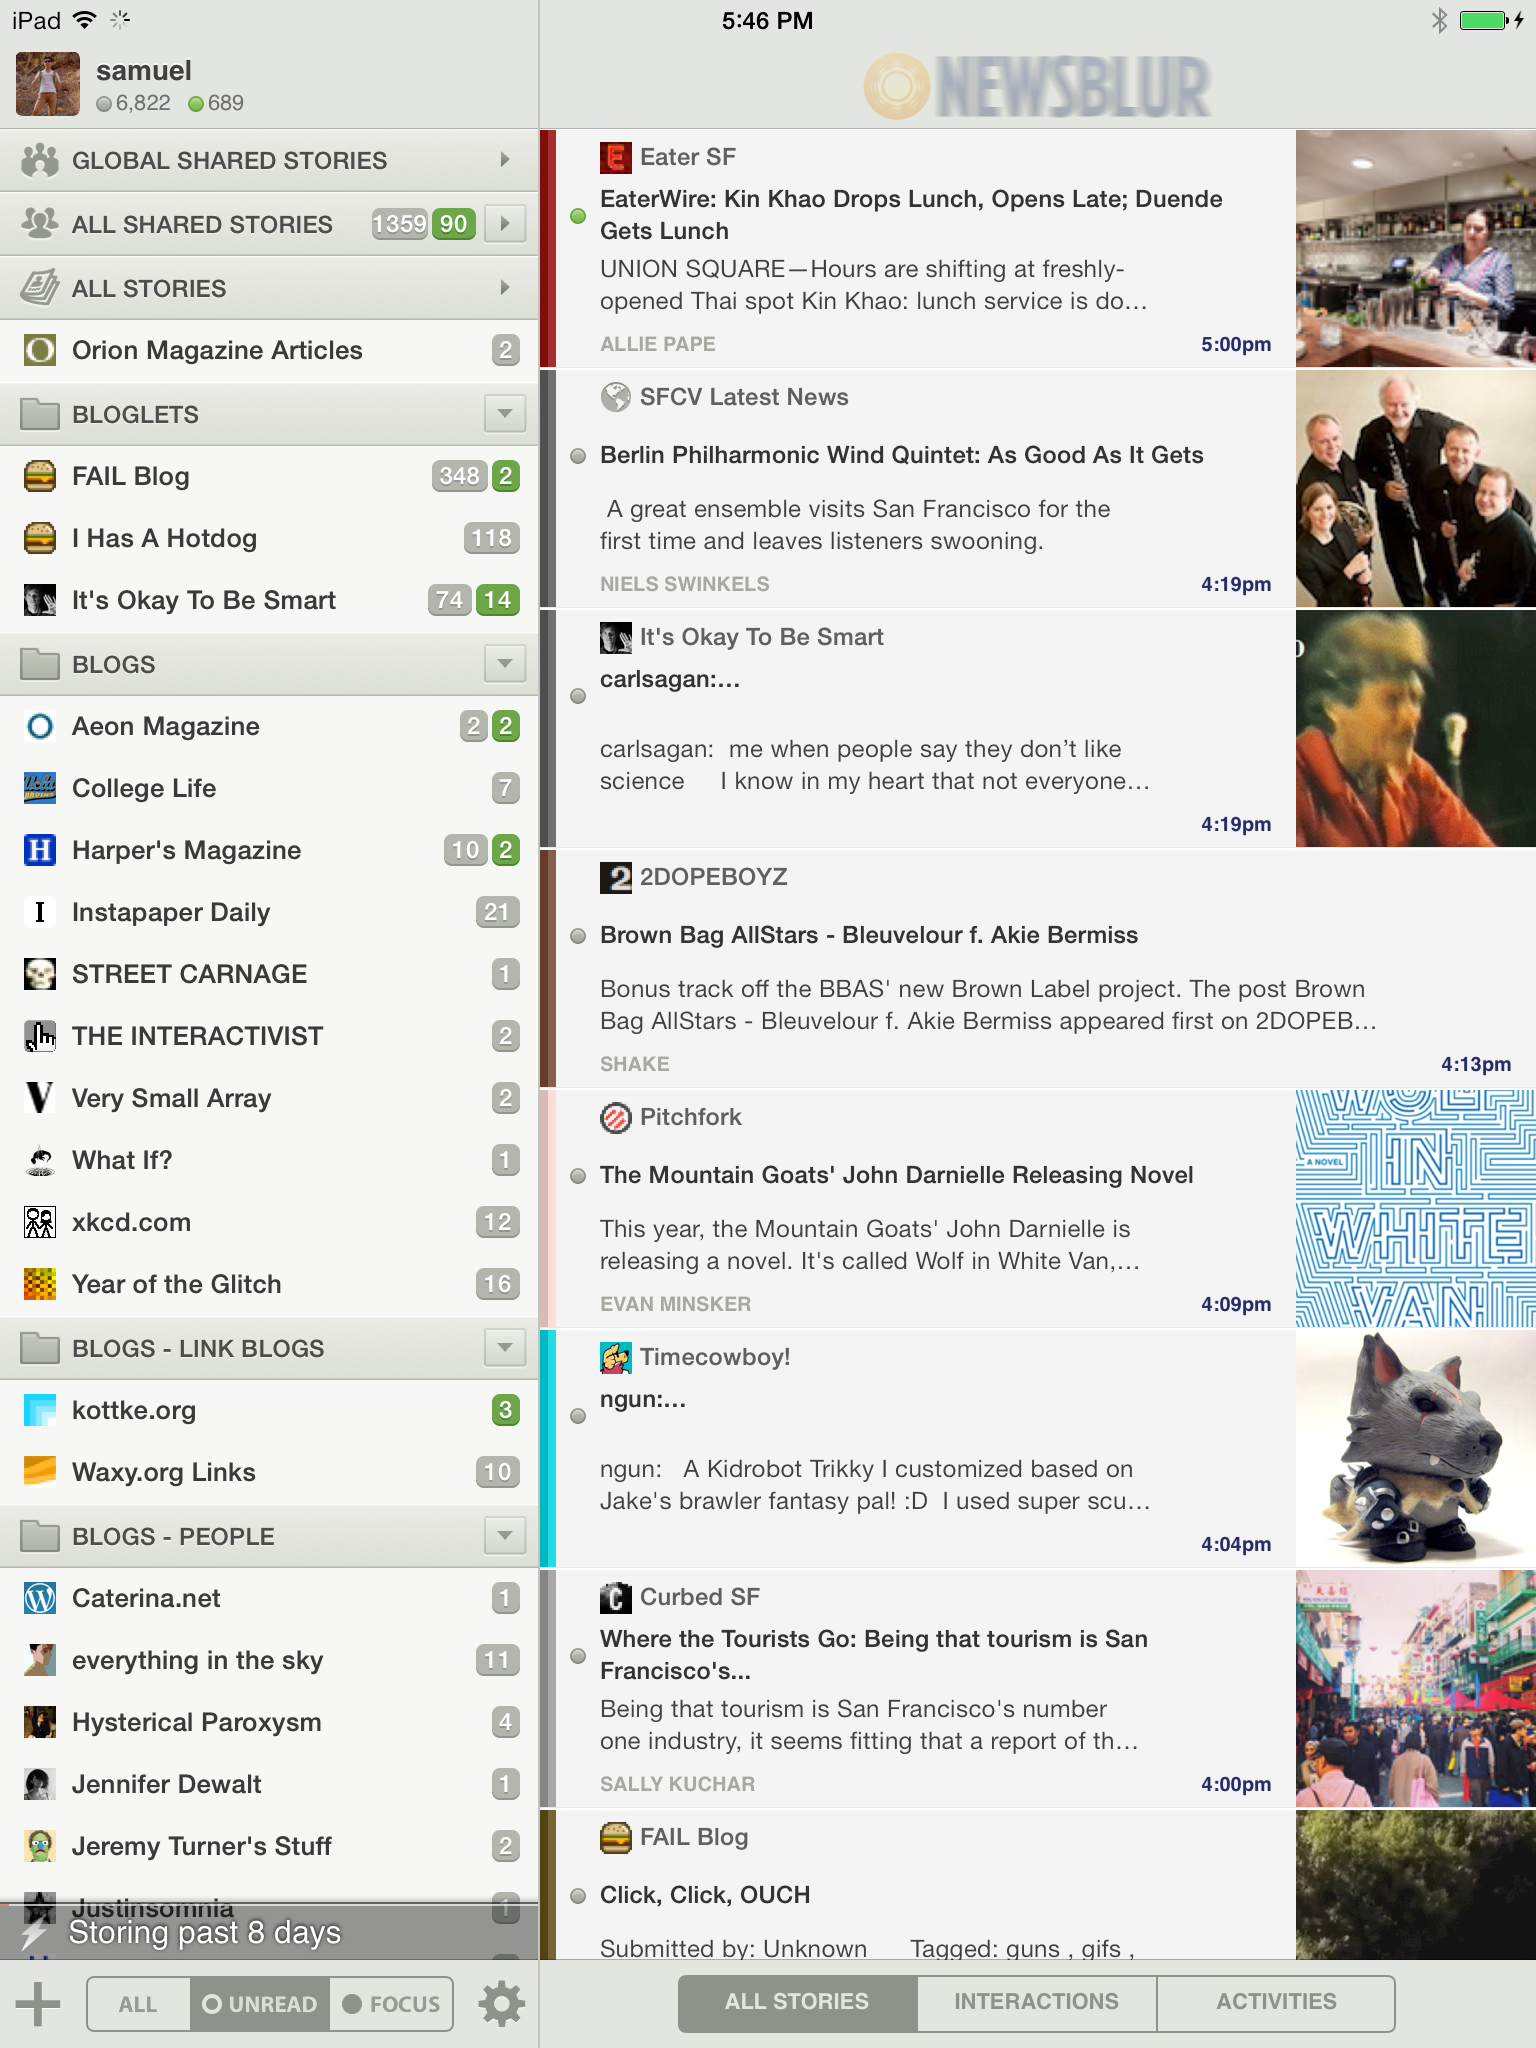 iPad
5:46 PM
samuel
6,822 689
NEWSBLUR
GLOBAL SHARED STORIES
ALL SHARED STORIES 1359 90
ALL STORIES
Orion Magazine Articles 2
BLOGLETS
FAIL Blog 348 2
I Has A Hotdog 118
It's Okay To Be Smart 74 14
BLOGS
Aeon Magazine 2 2
College Life 7
Harper's Magazine 10 2
Instapaper Daily 21
STREET CARNAGE 1
THE INTERACTIVIST 2
Very Small Array 2
What If? 1
xkcd.com 12
Year of the Glitch 16
BLOGS - LINK BLOGS
kottke.org 3
Waxy.org Links 10
BLOGS - PEOPLE
Caterina.net 1
everything in the sky 11
Hysterical Paroxysm 4
Jennifer Dewalt 1
Jeremy Turner's Stuff 2
Justinsomnia 1
Storing past 8 days
ALL UNREAD FOCUS
Eater SF
EaterWire: Kin Khao Drops Lunch, Opens Late; Duende
Gets Lunch
UNION SQUARE—Hours are shifting at freshly-
opened Thai spot Kin Khao: lunch service is do…
ALLIE PAPE 5:00pm
SFCV Latest News
Berlin Philharmonic Wind Quintet: As Good As It Gets
A great ensemble visits San Francisco for the
first time and leaves listeners swooning.
NIELS SWINKELS 4:19pm
It's Okay To Be Smart
carlsagan:…
carlsagan: me when people say they don’t like
science I know in my heart that not everyone…
4:19pm
2DOPEBOYZ
Brown Bag AllStars - Bleuvelour f. Akie Bermiss
Bonus track off the BBAS' new Brown Label project. The post Brown
Bag AllStars - Bleuvelour f. Akie Bermiss appeared first on 2DOPEB…
SHAKE 4:13pm
Pitchfork
The Mountain Goats' John Darnielle Releasing Novel
This year, the Mountain Goats' John Darnielle is
releasing a novel. It's called Wolf in White Van,…
EVAN MINSKER 4:09pm
WOLF
A NOVEL
IN
WHITE
VAN
Timecowboy!
ngun:…
ngun: A Kidrobot Trikky I customized based on
Jake's brawler fantasy pal! :D I used super scu…
4:04pm
Curbed SF
Where the Tourists Go: Being that tourism is San
Francisco's...
Being that tourism is San Francisco's number
one industry, it seems fitting that a report of th…
SALLY KUCHAR 4:00pm
FAIL Blog
Click, Click, OUCH
Submitted by: Unknown Tagged: guns , gifs ,
ALL STORIES INTERACTIONS ACTIVITIES